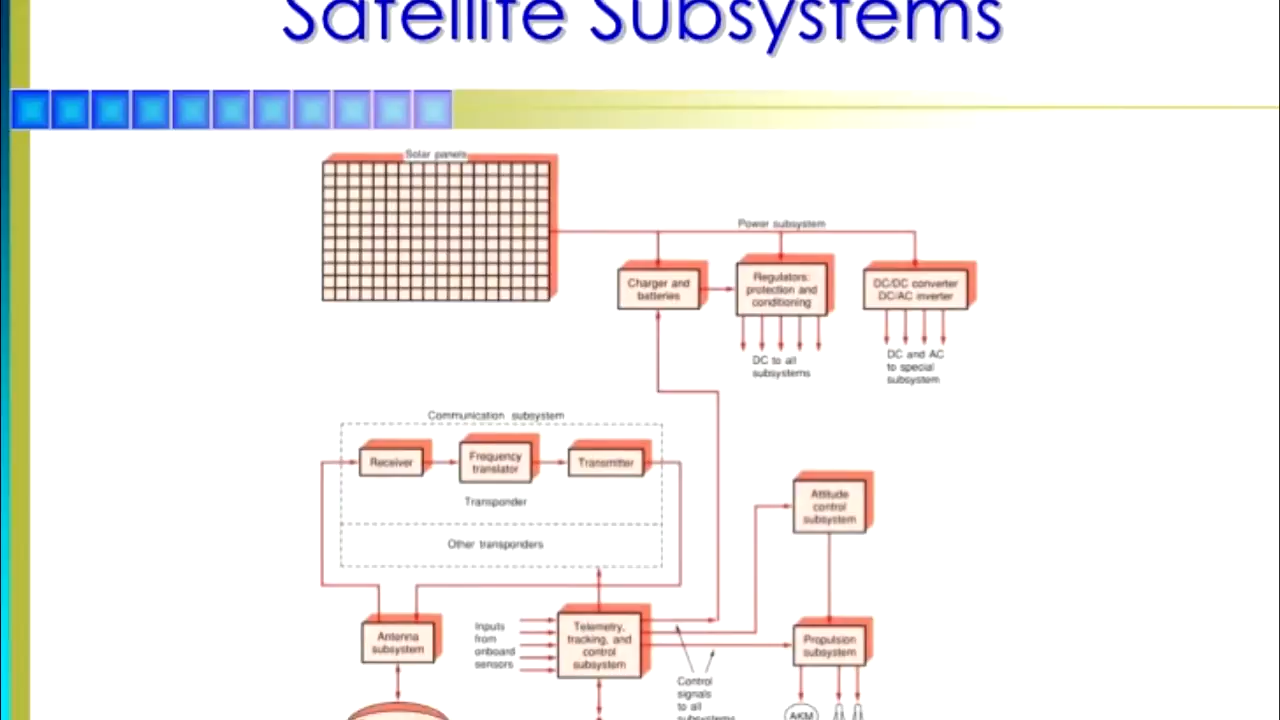 Satellite Subsystems
Solar panels
Power subsystem
Charger and
batteries
Regulators:
protection and
conditioning
DC/DC converter
DC/AC inverter
DC to all
subsystems
DC and AC
to special
subsystem
Communication subsystem
Receiver
Frequency
translator
Transmitter
Transponder
Other transponders
Attitude
control
subsystem
Antenna
subsystem
Inputs
from
onboard
sensors
Telemetry,
tracking, and
control
subsystem
Propulsion
subsystem
Control
signals
to all
subsystems
AKM